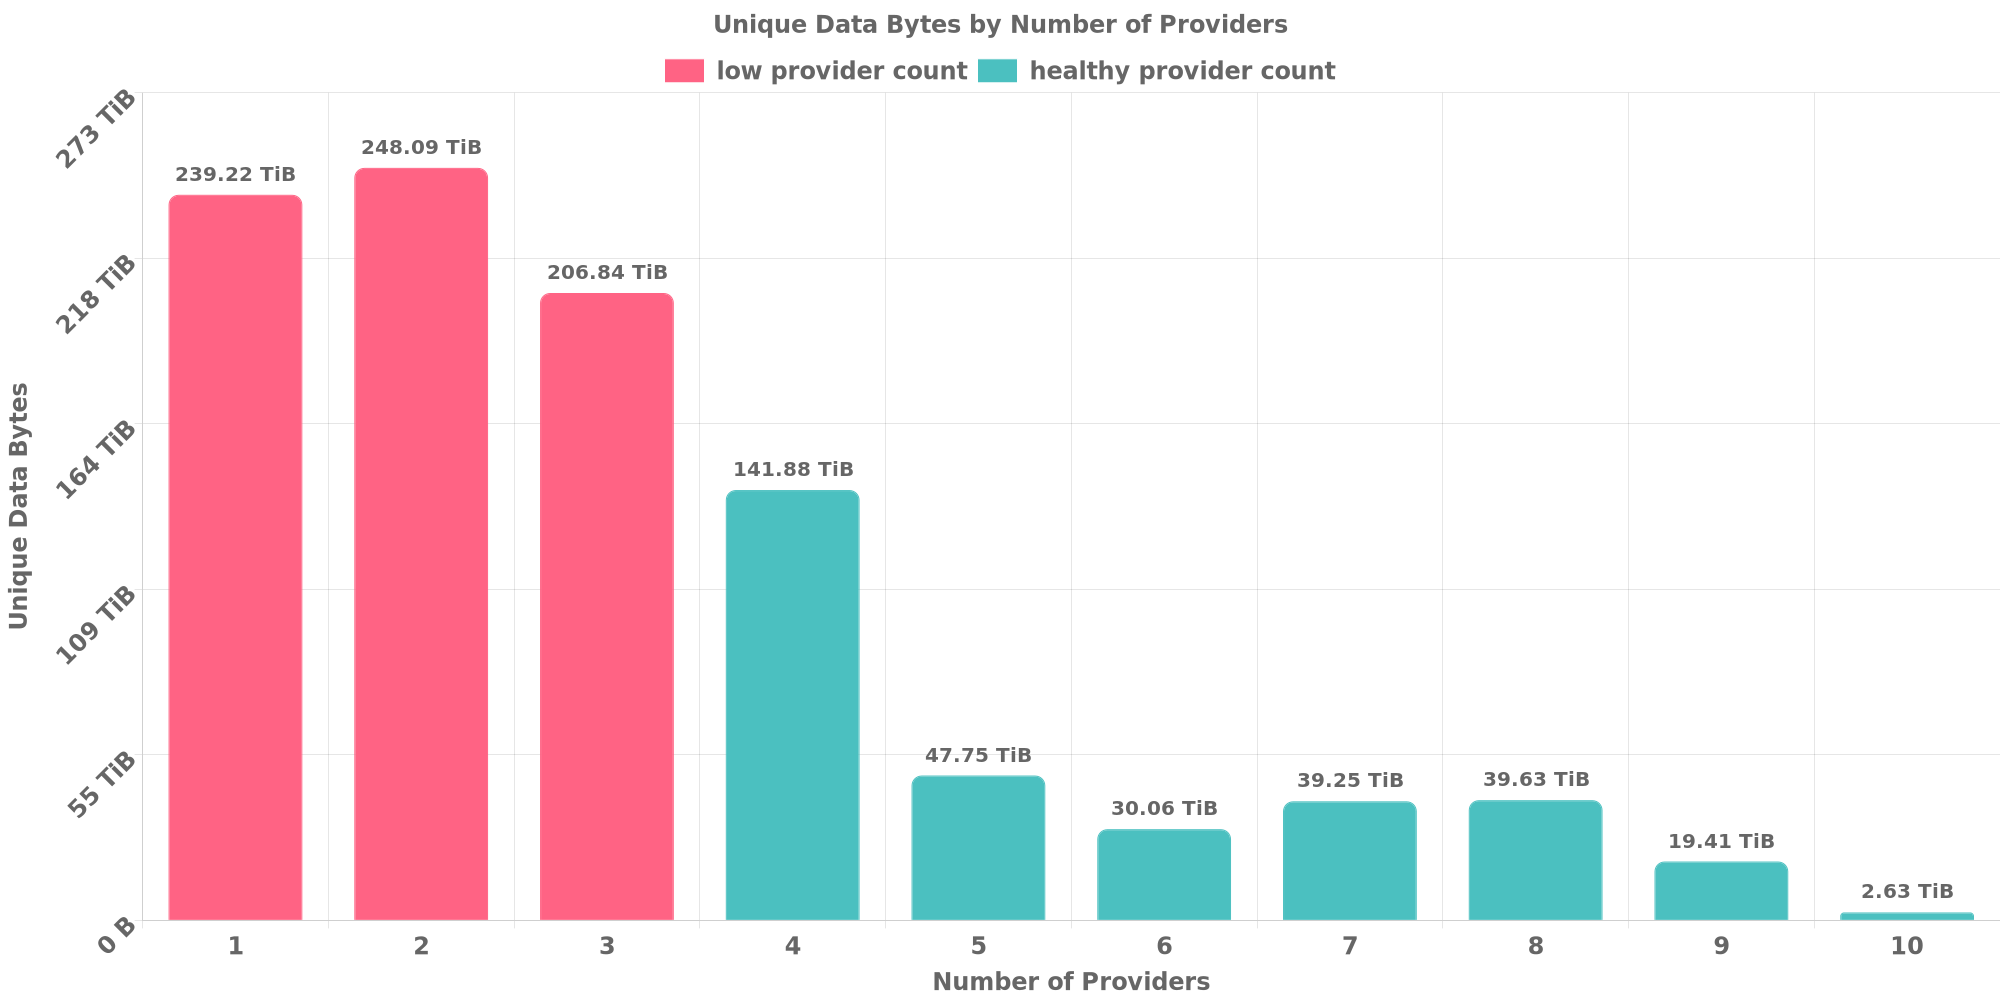 Unique Data Bytes by Number of Providers
low provider count healthy provider count
273 TiB
218 TiB
164 TiB
109 TiB
55 TiB
0 B
Unique Data Bytes
239.22 TiB
248.09 TiB
206.84 TiB
141.88 TiB
47.75 TiB
30.06 TiB
39.25 TiB
39.63 TiB
19.41 TiB
2.63 TiB
1 2 3 4 5 6 7 8 9 10
Number of Providers